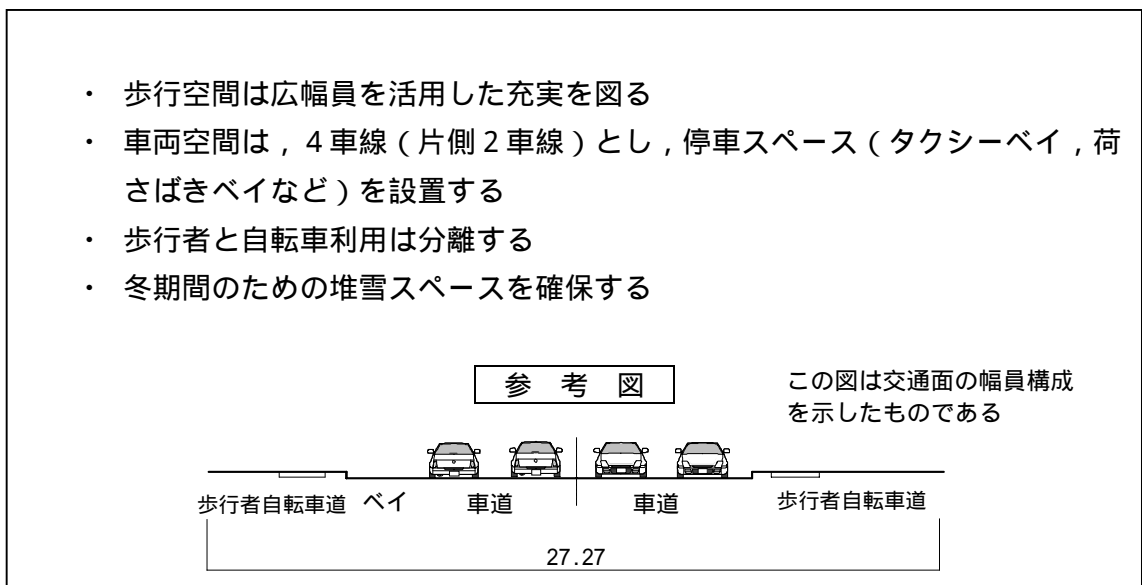 ・ 歩行空間は広幅員を活用した充実を図る
・ 車両空間は，４車線（片側２車線）とし，停車スペース（タクシーベイ，荷
さばきベイなど）を設置する
・ 歩行者と自転車利用は分離する
・ 冬期間のための堆雪スペースを確保する
参 考 図
この図は交通面の幅員構成
を示したものである
歩行者自転車道 ベイ 車道 車道 歩行者自転車道
27.27